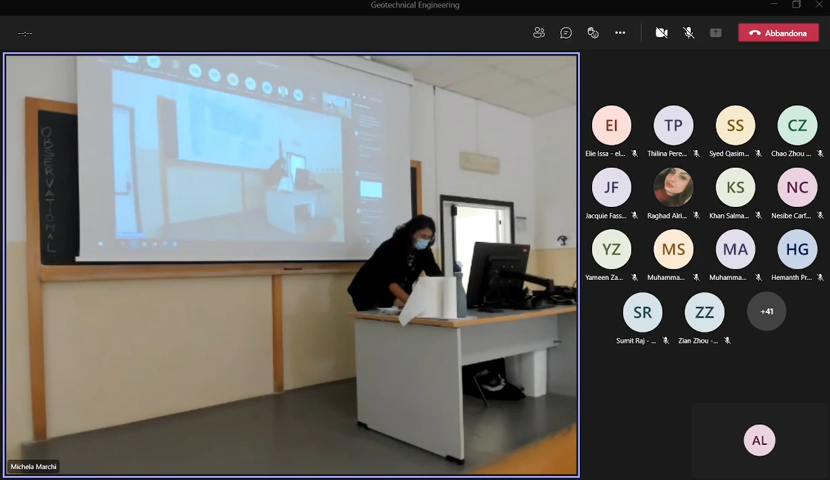 Geotechnical Engineering
--:--
Abbandona
OBSERVATIONAL
EI
TP
SS
CZ
Elie Issa - el...
Thilina Pere...
Syed Qasim...
Chao Zhou ...
JF
KS
NC
Jacquie Fass...
Raghad Alri...
Khan Salma...
Nesibe Carf...
YZ
MS
MA
HG
Yameen Za...
Muhamma...
Muhamma...
Hemanth Pr...
SR
ZZ
+41
Sumit Raj - ...
Zian Zhou -...
Michela Marchi
AL